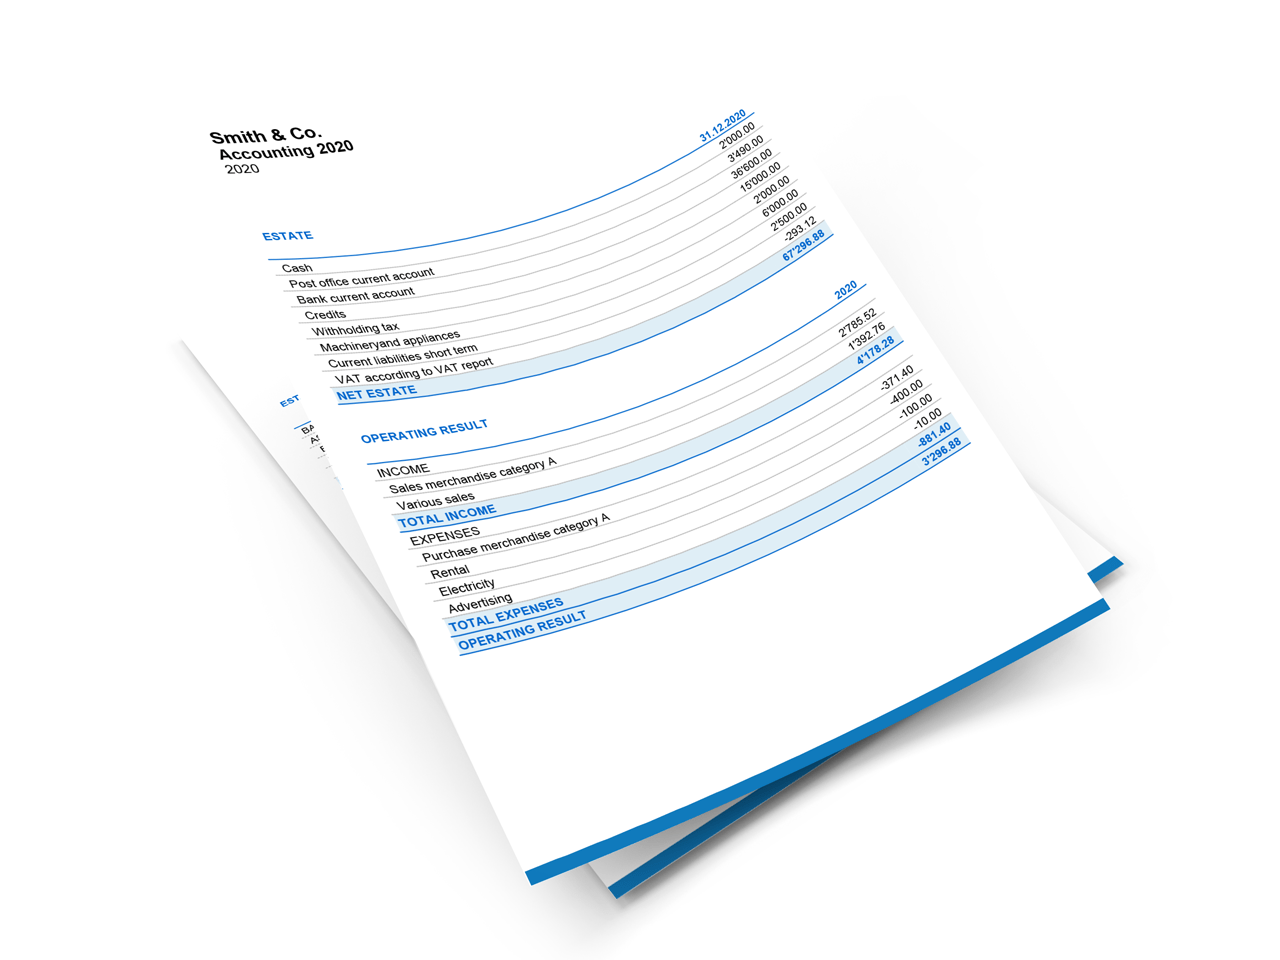 Smith & Co.
Accounting 2020
2020
31.12.2020
ESTATE
Cash 2'000.00
Post office current account 3'490.00
Bank current account 36'600.00
Credits 15'000.00
Withholding tax 2'000.00
Machineryand appliances 6'000.00
Current liabilities short term 2'500.00
VAT according to VAT report -293.12
NET ESTATE 67'296.88
OPERATING RESULT 2020
INCOME
Sales merchandise category A 2'785.52
Various sales 1'392.76
TOTAL INCOME 4'178.28
EXPENSES
Purchase merchandise category A -371.40
Rental -400.00
Electricity -100.00
Advertising -10.00
TOTAL EXPENSES -881.40
OPERATING RESULT 3'296.88
EST